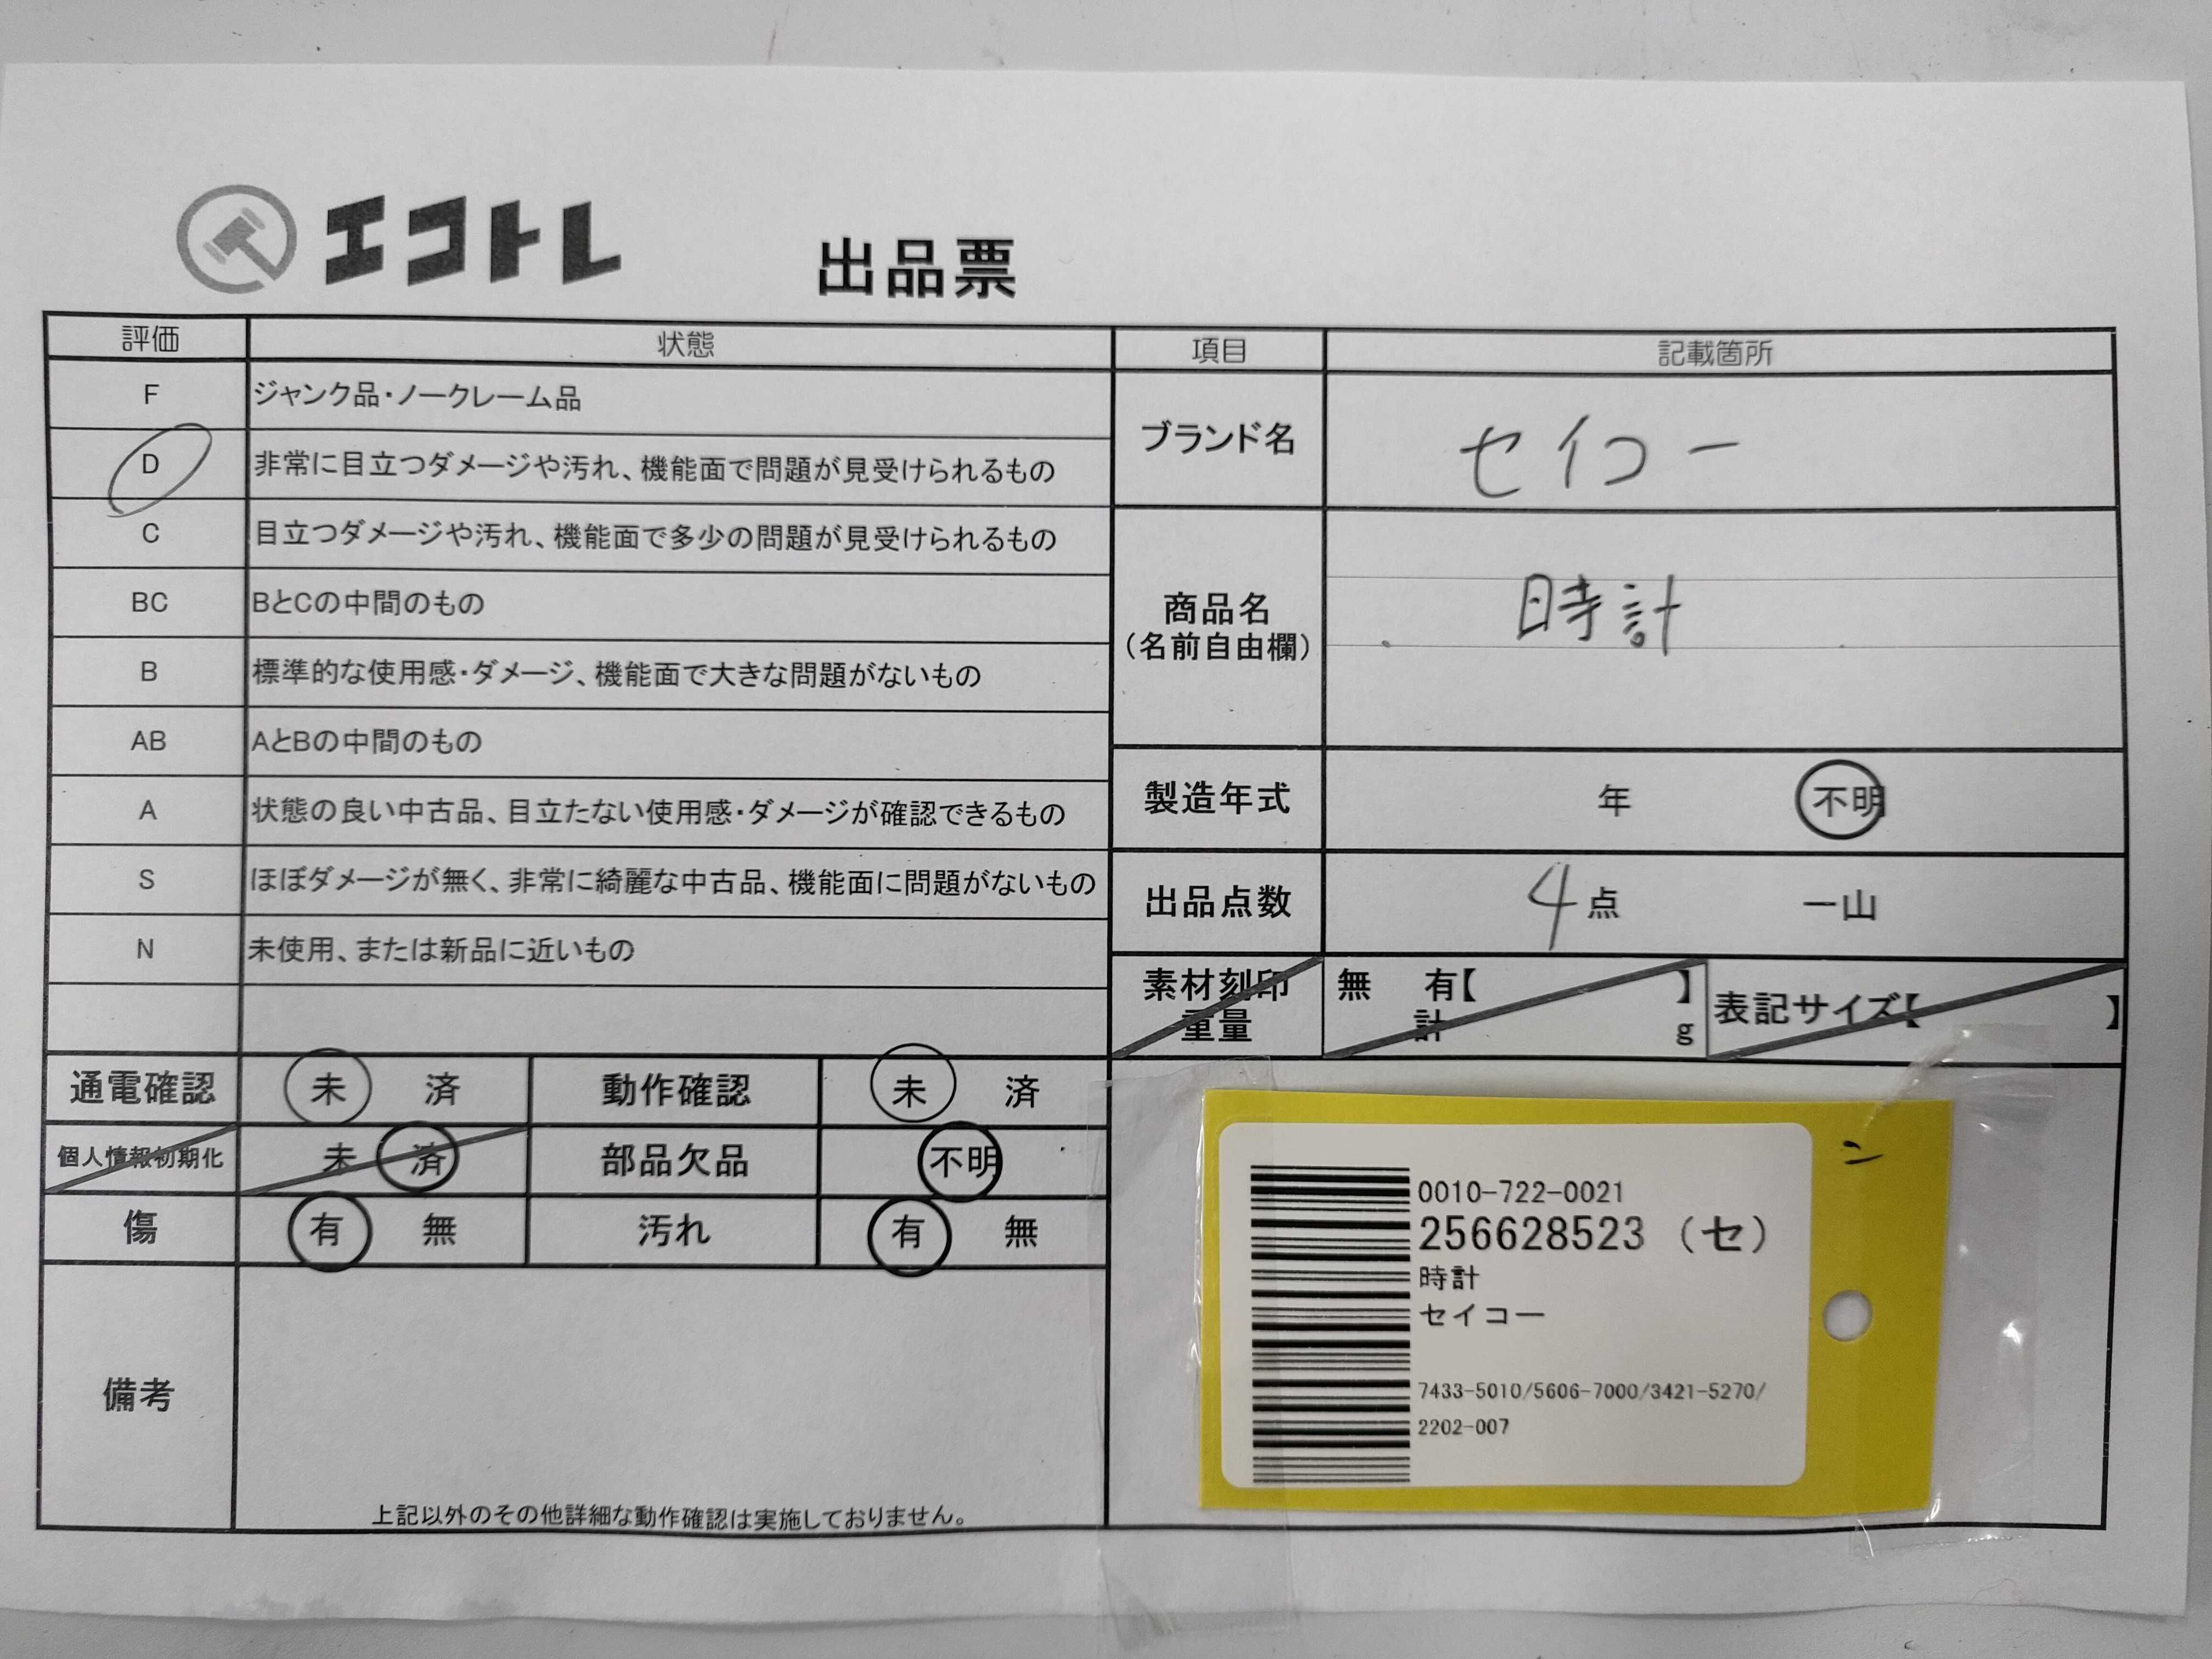 エコトレ
出品票
評価 状態
F ジャンク品・ノークレーム品
D 非常に目立つダメージや汚れ、機能面で問題が見受けられるもの
C 目立つダメージや汚れ、機能面で多少の問題が見受けられるもの
BC BとCの中間のもの
B 標準的な使用感・ダメージ、機能面で大きな問題がないもの
AB AとBの中間のもの
A 状態の良い中古品、目立たない使用感・ダメージが確認できるもの
S ほぼダメージが無く、非常に綺麗な中古品、機能面に問題がないもの
N 未使用、または新品に近いもの
項目 記載箇所
ブランド名 セイコー
商品名 時計
(名前自由欄)
製造年式 年 不明
出品点数 4点 一山
素材刻印 無 有【 】 表記サイズ【 】
重量 計 g
通電確認 未 済 動作確認 未 済
個人情報初期化 未 済 部品欠品 不明
傷 有 無 汚れ 有 無
備考
上記以外のその他詳細な動作確認は実施しておりません。
0010-722-0021
256628523 (セ)
時計
セイコー
7433-5010/5606-7000/3421-5270/
2202-007